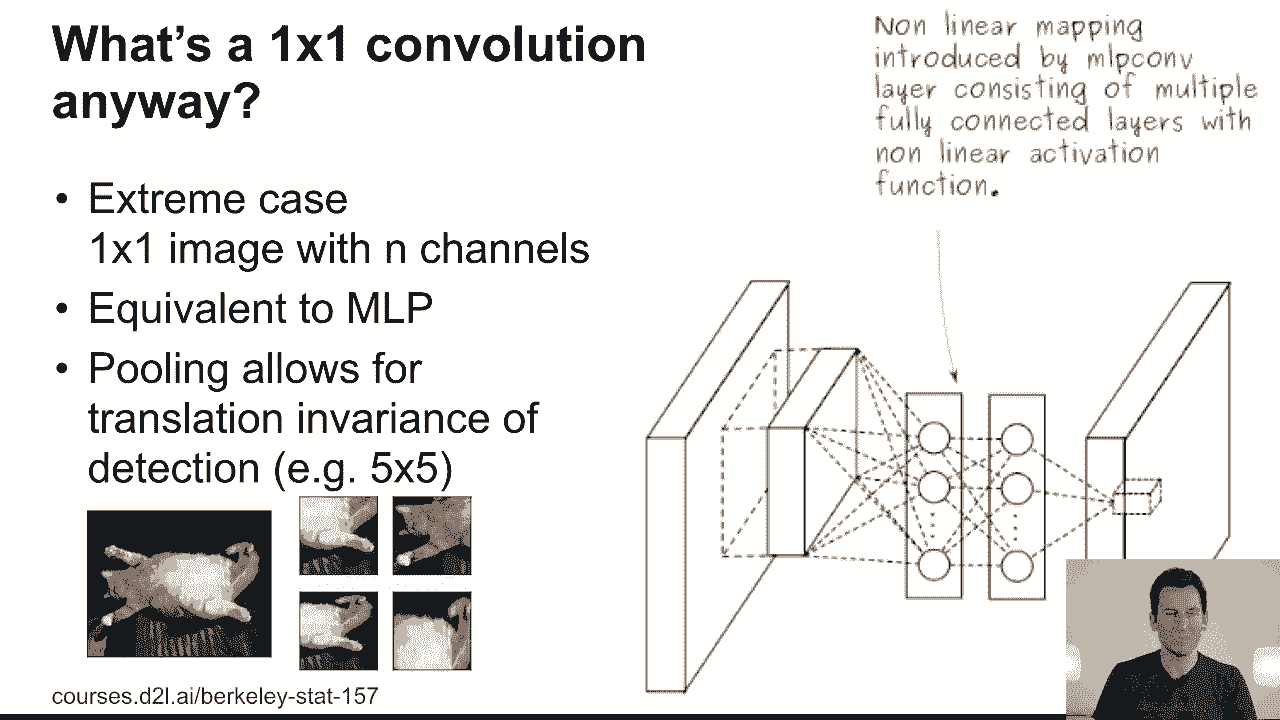 What's a 1x1 convolution
anyway?
• Extreme case
1x1 image with n channels
• Equivalent to MLP
• Pooling allows for
translation invariance of
detection (e.g. 5x5)
courses.d2l.ai/berkeley-stat-157
Non linear mapping
introduced by mlpconv
layer consisting of multiple
fully connected layers with
non linear activation
function.